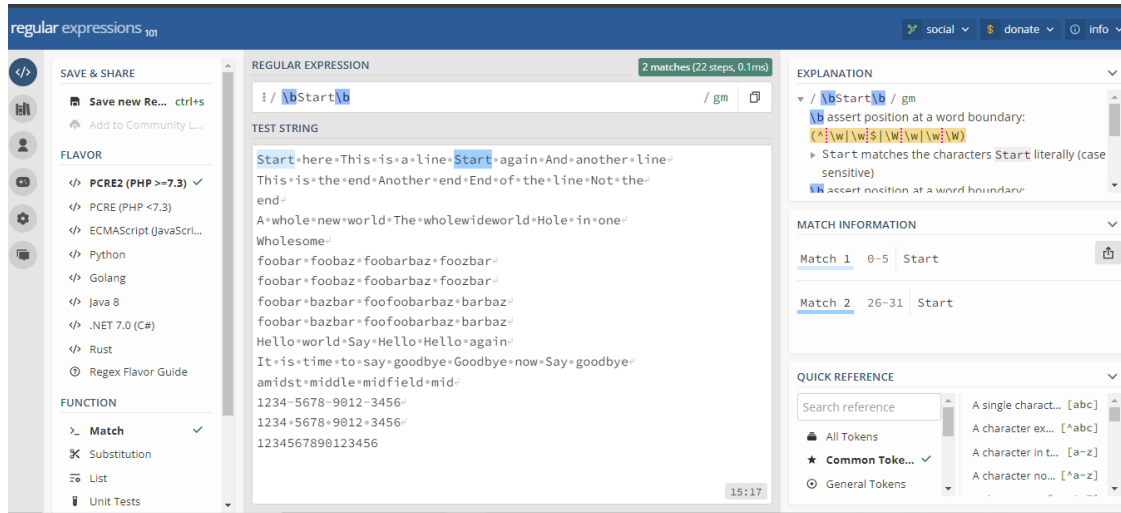 regular expressions 101
social
$ donate
info
SAVE & SHARE
Save new Re... ctrl+s
Add to Community L...
FLAVOR
</> PCRE2 (PHP >=7.3)
</> PCRE (PHP <7.3)
</> ECMAScript (JavaScri...
</> Python
</> Golang
</> Java 8
</> .NET 7.0 (C#)
</> Rust
Regex Flavor Guide
FUNCTION
>_ Match
Substitution
List
Unit Tests
REGULAR EXPRESSION
2 matches (22 steps, 0.1ms)
/ \bStart\b / gm
TEST STRING
Start here This is a line Start again And another line
This is the end Another end End of the line Not the
end
A whole new world The wholewideworld Hole in one
Wholesome
foobar foobaz foobarbaz foozbar
foobar foobaz foobarbaz foozbar
foobar bazbar foofoobarbaz barbaz
foobar bazbar foofoobarbaz barbaz
Hello world Say Hello Hello again
It is time to say goodbye Goodbye now Say goodbye
amidst middle midfield mid
1234-5678-9012-3456
1234 5678 9012 3456
1234567890123456
15:17
EXPLANATION
/ \bStart\b / gm
\b assert position at a word boundary:
(^\w|\w$|\W\w|\w\W)
Start matches the characters Start literally (case
sensitive)
\b assert position at a word boundary:
MATCH INFORMATION
Match 1 0-5 Start
Match 2 26-31 Start
QUICK REFERENCE
Search reference
All Tokens
Common Toke...
General Tokens
A single charact... [abc]
A character ex... [^abc]
A character in t... [a-z]
A character no... [^a-z]